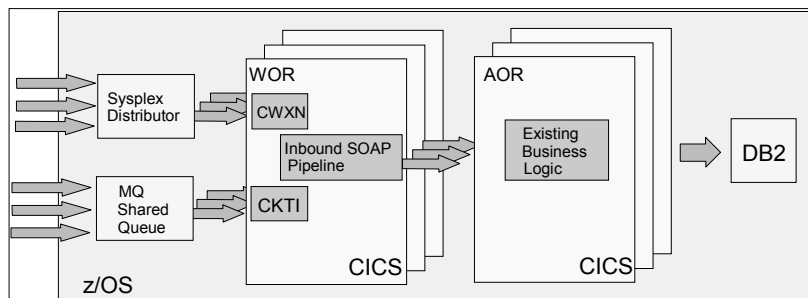 Sysplex
Distributor
MQ
Shared
Queue
z/OS
WOR
CWXN
Inbound SOAP
Pipeline
CKTI
CICS
AOR
Existing
Business
Logic
CICS
DB2